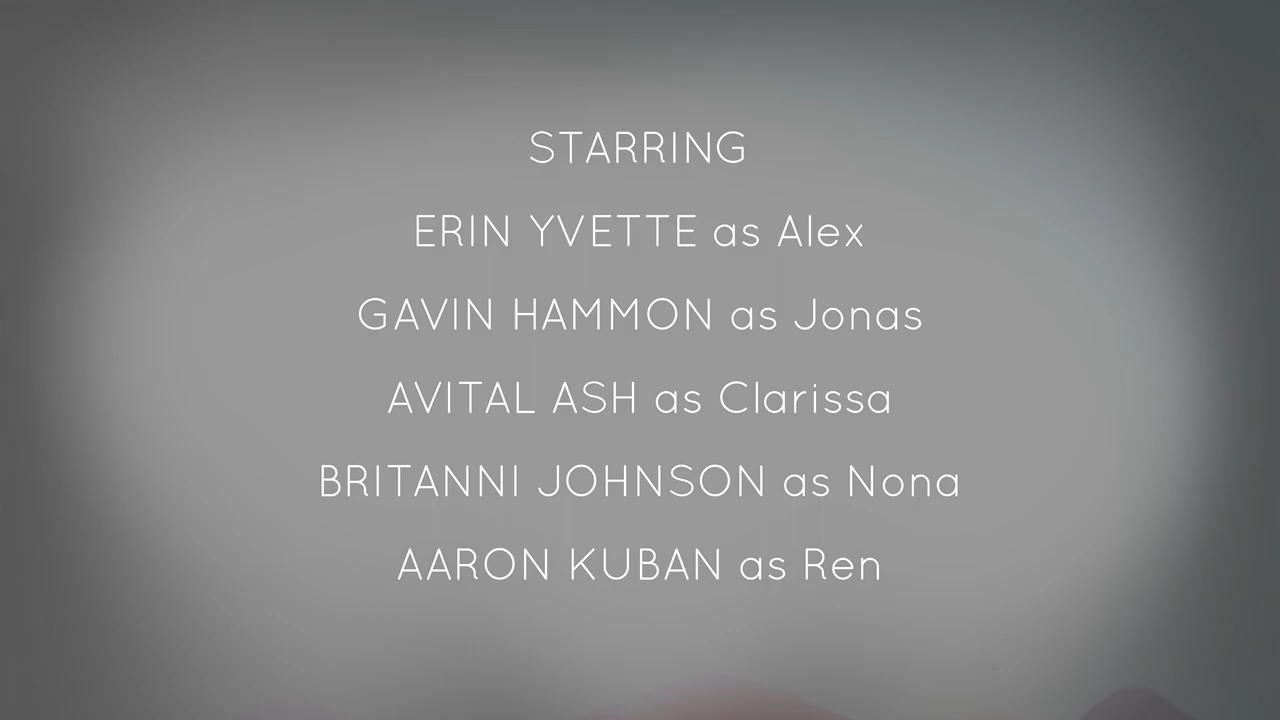 STARRING
ERIN YVETTE as Alex
GAVIN HAMMON as Jonas
AVITAL ASH as Clarissa
BRITANNI JOHNSON as Nona
AARON KUBAN as Ren